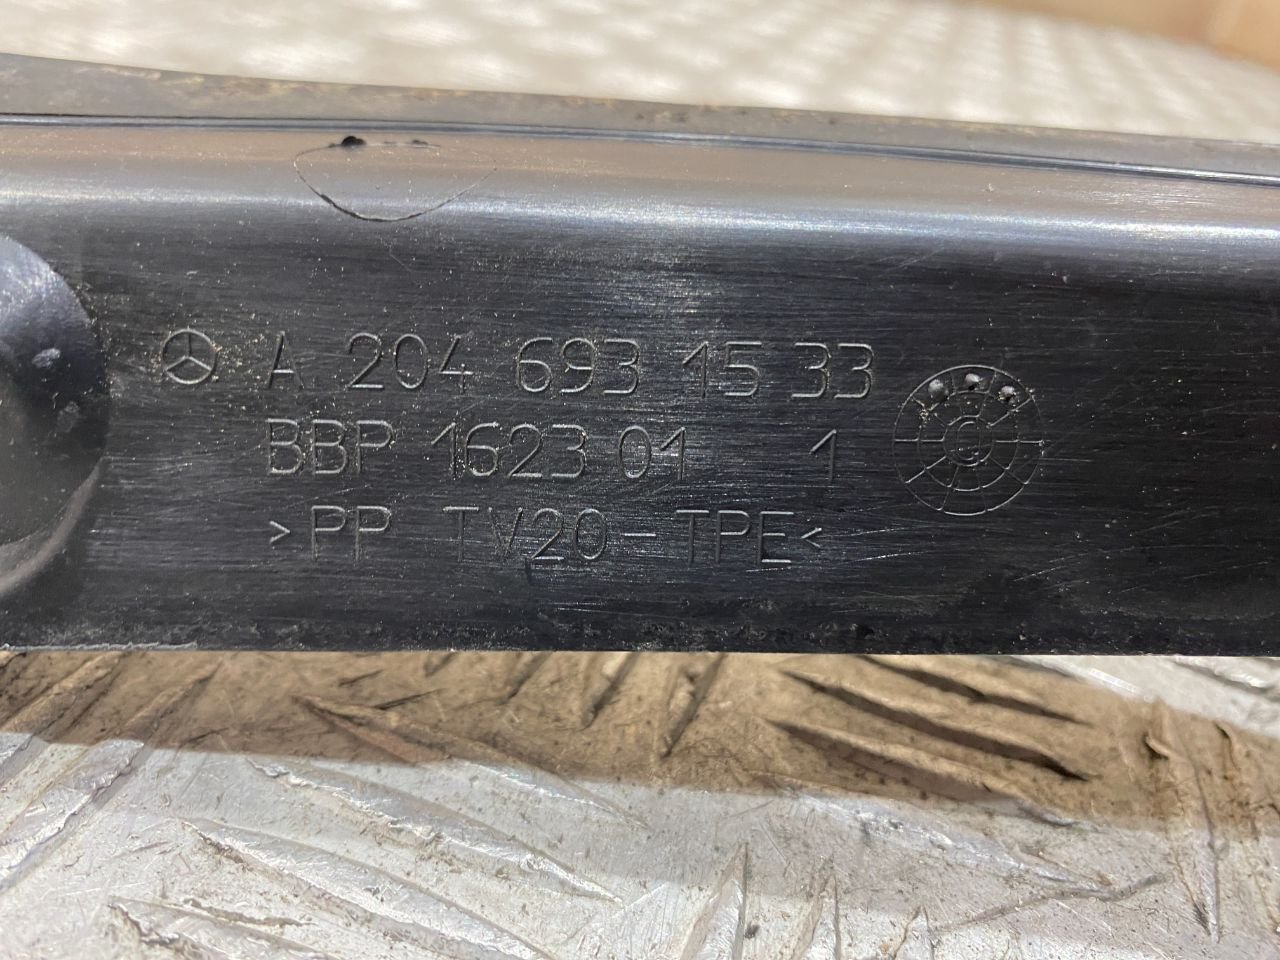 A 204 693 15 33
BBP 1623 01 1
>PP TV20-TPE<